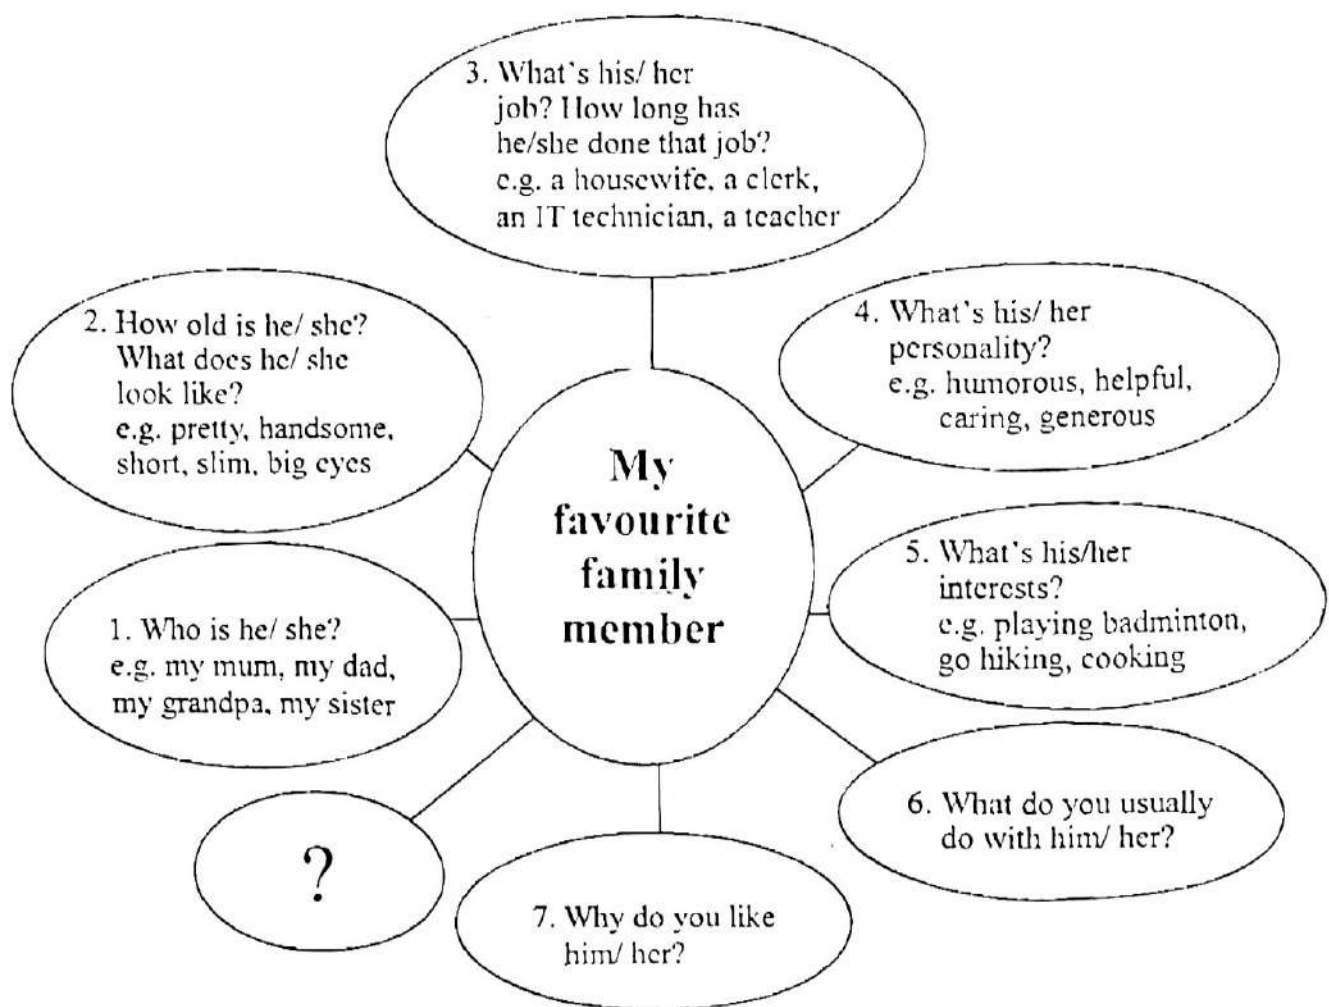 3. What's his/ her
job? How long has
he/she done that job?
e.g. a housewife, a clerk,
an IT technician, a teacher
2. How old is he/ she?
What does he/ she
look like?
e.g. pretty, handsome,
short, slim, big eyes
4. What's his/ her
personality?
e.g. humorous, helpful,
caring, generous
My
favourite
family
member
1. Who is he/ she?
e.g. my mum, my dad,
my grandpa, my sister
5. What's his/her
interests?
e.g. playing badminton,
go hiking, cooking
6. What do you usually
do with him/ her?
?
7. Why do you like
him/ her?